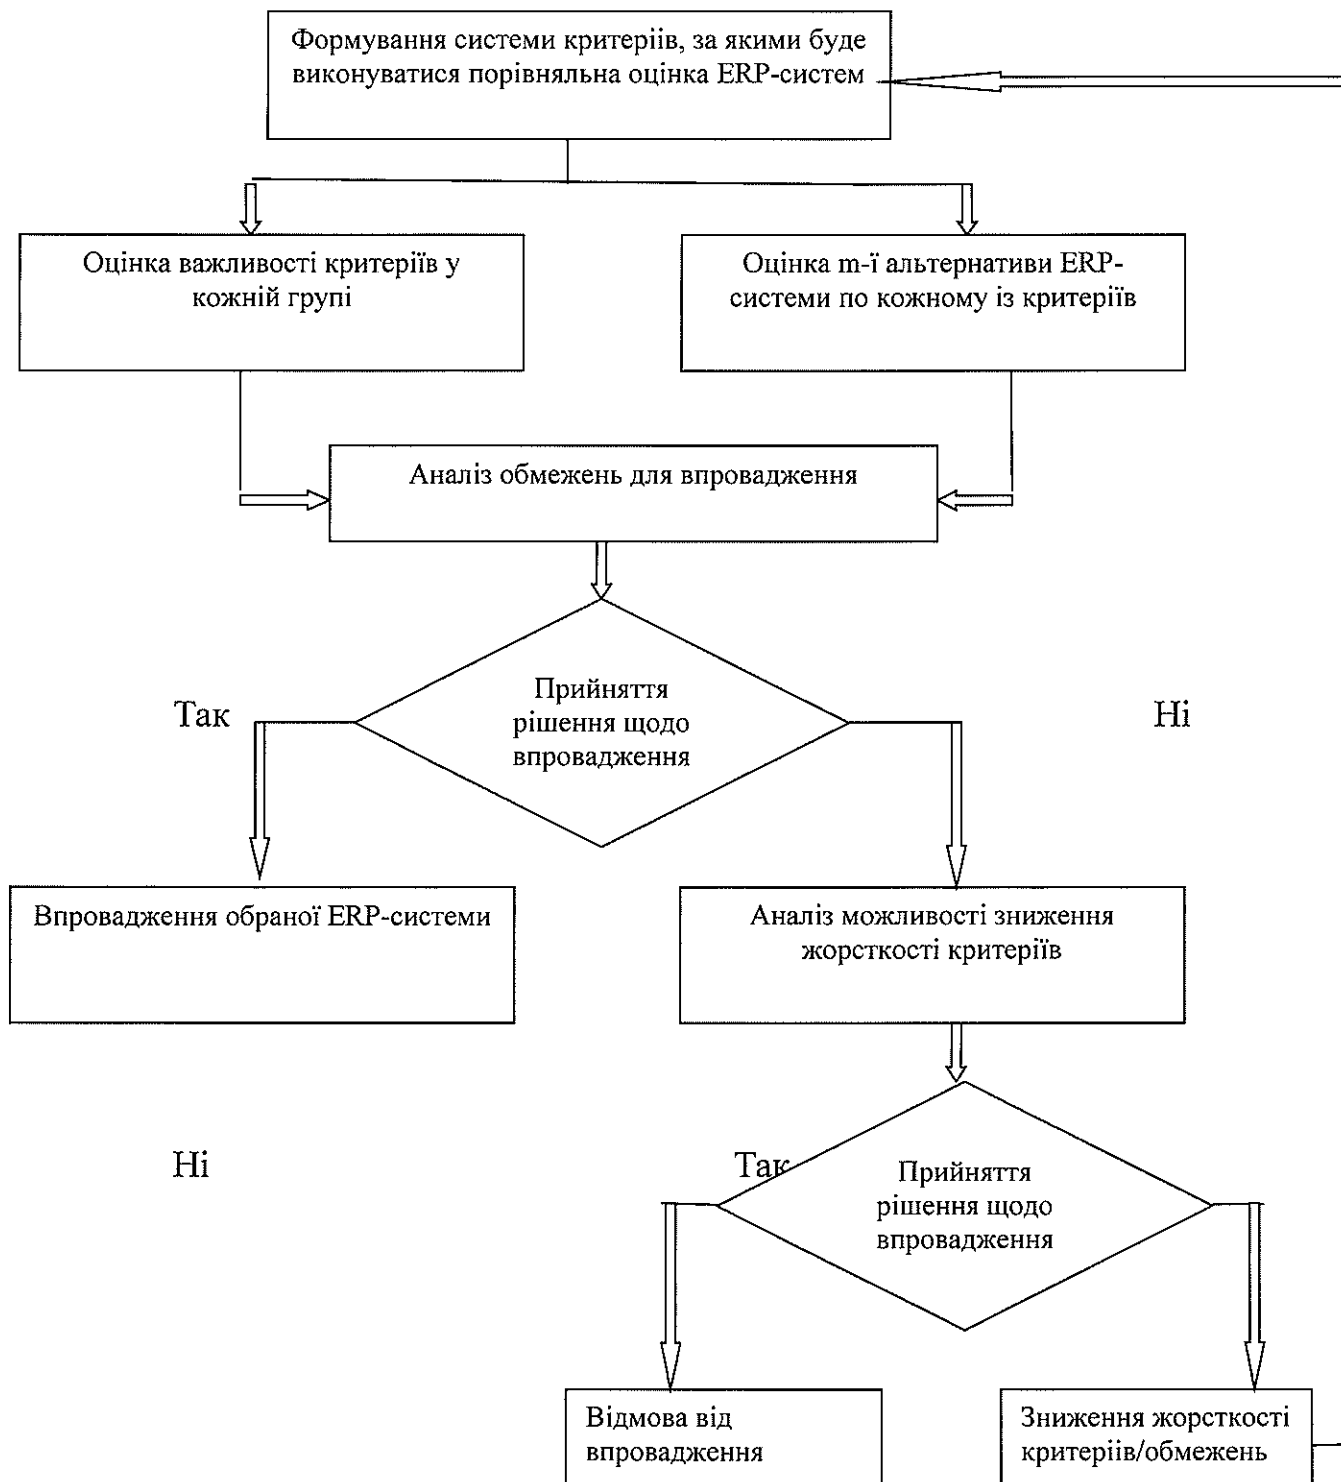 Формування системи критеріїв, за якими буде
виконуватися порівняльна оцінка ERP-систем
Оцінка важливості критеріїв у
кожній групі
Оцінка m-ї альтернативи ERP-
системи по кожному із критеріїв
Аналіз обмежень для впровадження
Так
Прийняття
рішення щодо
впровадження
Ні
Впровадження обраної ERP-системи
Аналіз можливості зниження
жорсткості критеріїв
Ні
Так
Прийняття
рішення щодо
впровадження
Відмова від
впровадження
Зниження жорсткості
критеріїв/обмежень